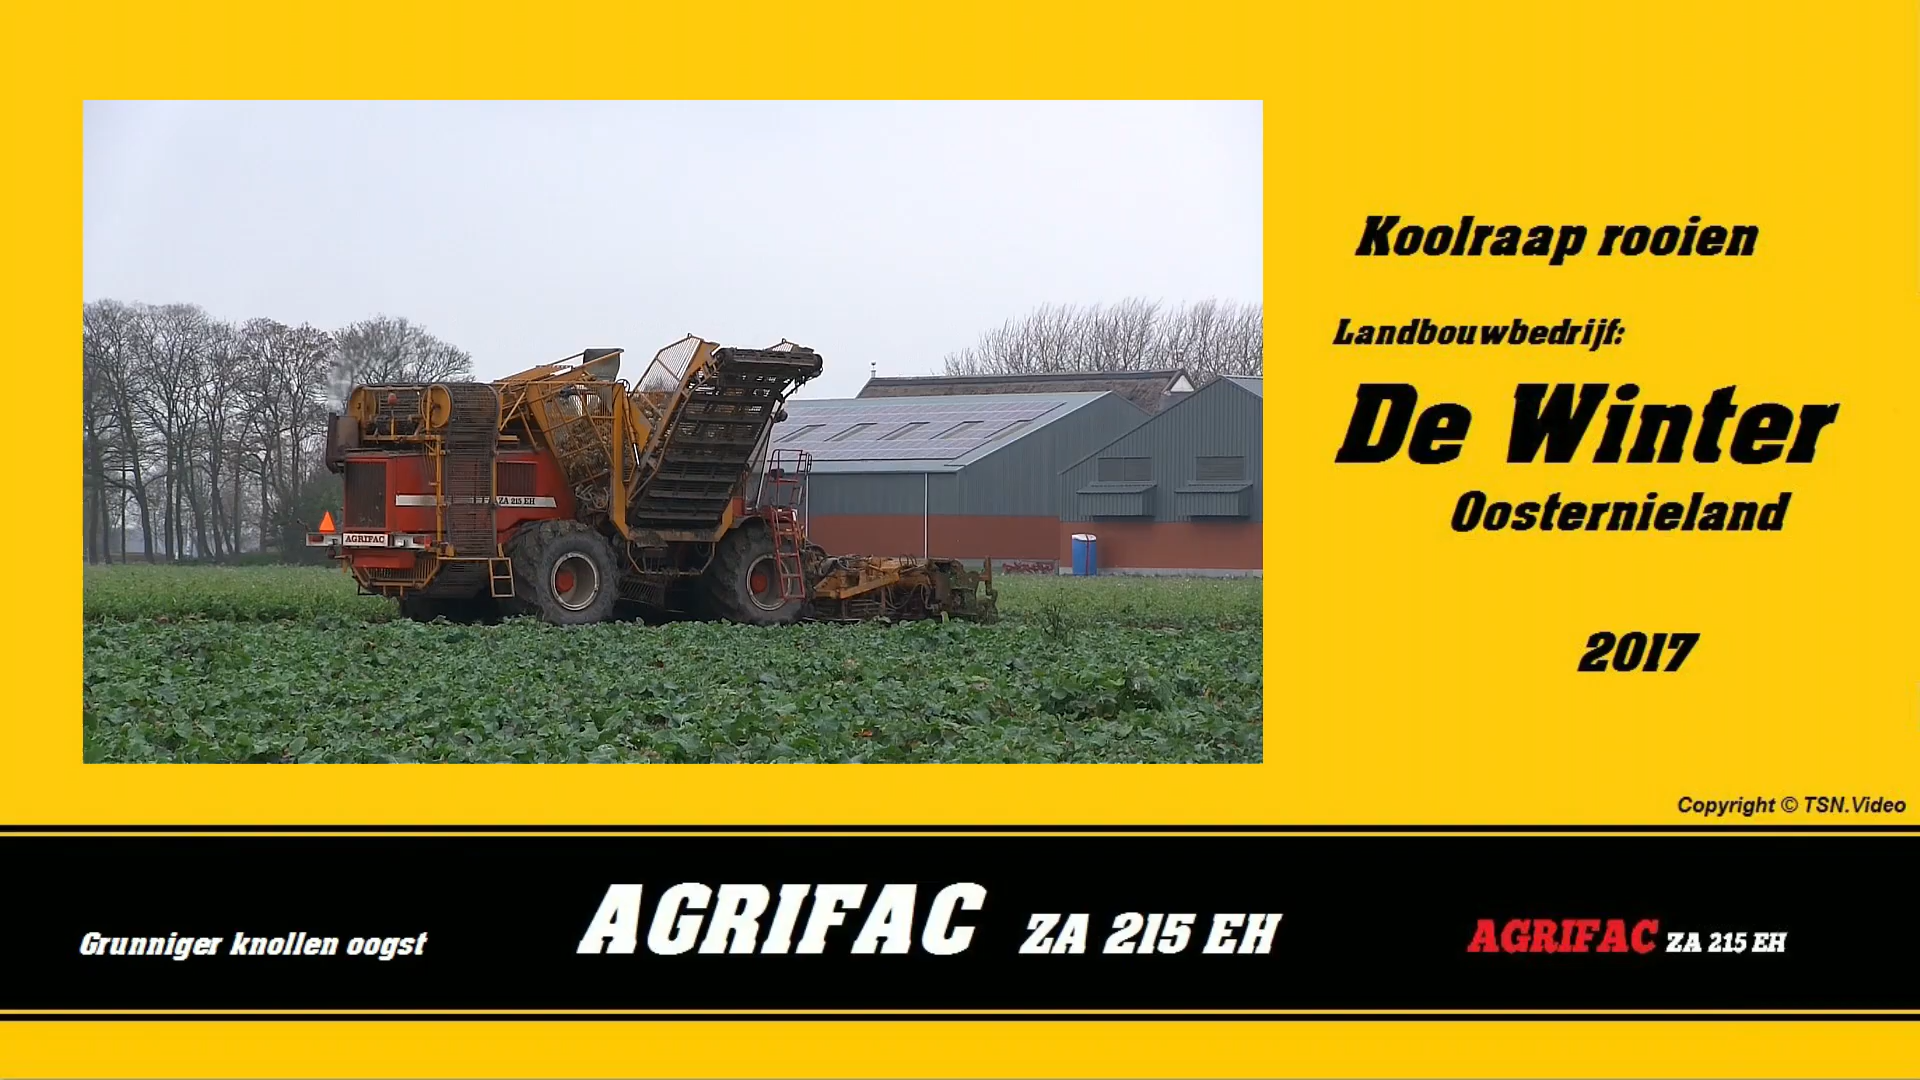 Koolraap rooien
Landbouwbedrijf:
De Winter
Oosternieland
2017
ZA 215 EH
AGRIFAC
Copyright © TSN.Video
Grunniger knollen oogst
AGRIFAC ZA 215 EH
AGRIFAC ZA 215 EH